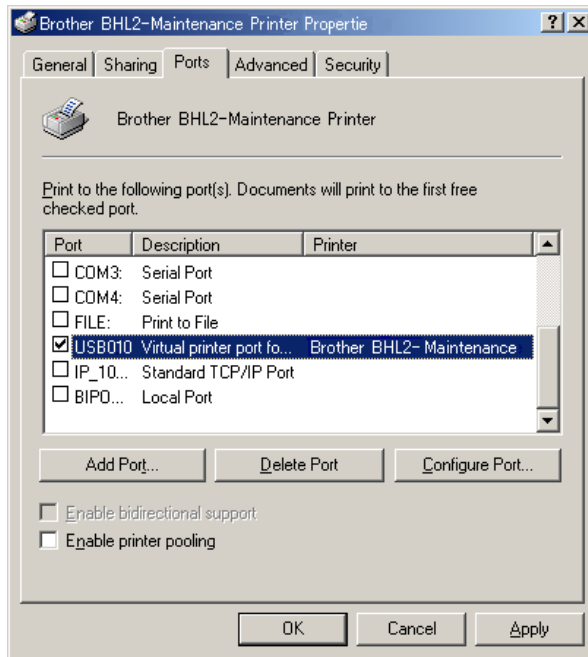 Brother BHL2-Maintenance Printer Propertie
General Sharing Ports Advanced Security
Brother BHL2-Maintenance Printer
Print to the following port(s). Documents will print to the first free
checked port.
Port Description Printer
COM3: Serial Port
COM4: Serial Port
FILE: Print to File
USB010 Virtual printer port fo... Brother BHL2- Maintenance
IP_10... Standard TCP/IP Port
BIPO... Local Port
Add Port... Delete Port Configure Port...
Enable bidirectional support
Enable printer pooling
OK Cancel Apply